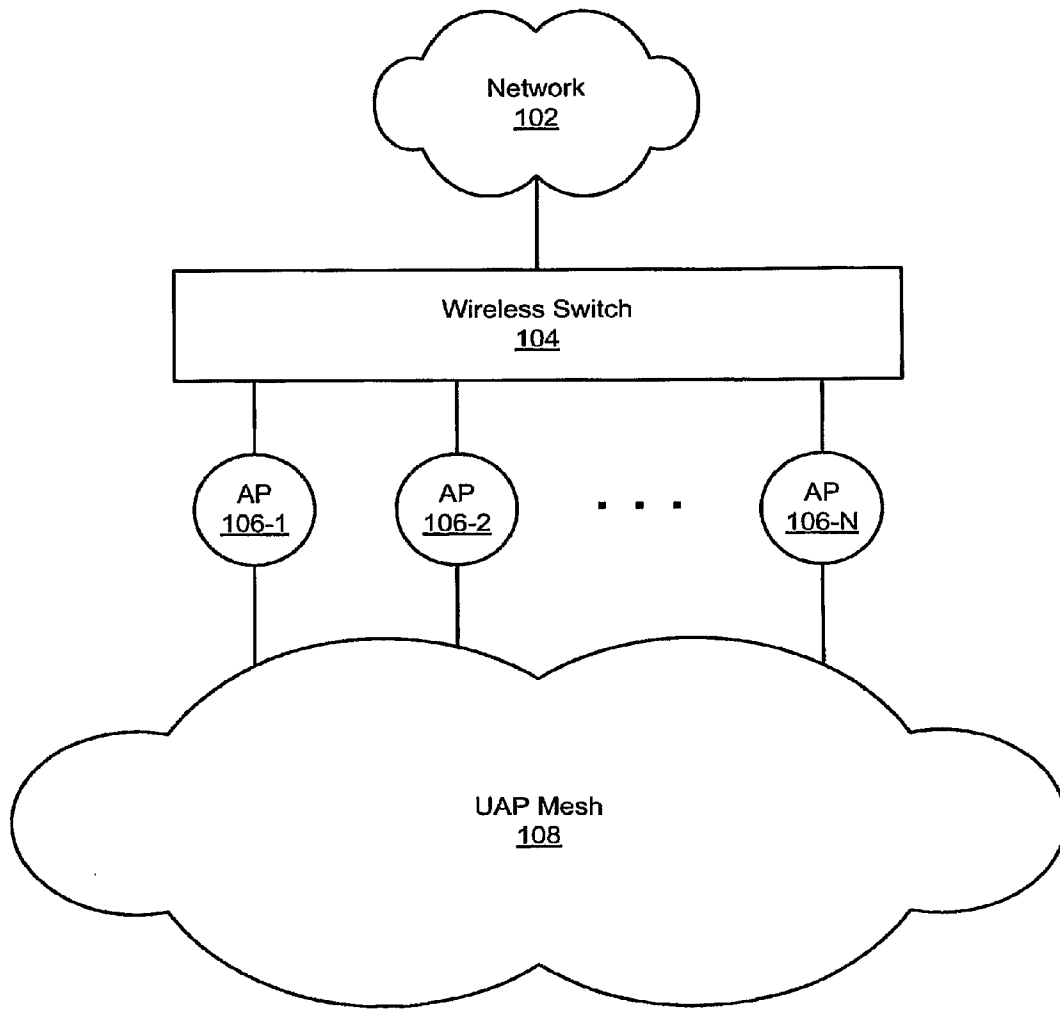 Network
102
Wireless Switch
104
AP
106-1
AP
106-2
. . .
AP
106-N
UAP Mesh
108